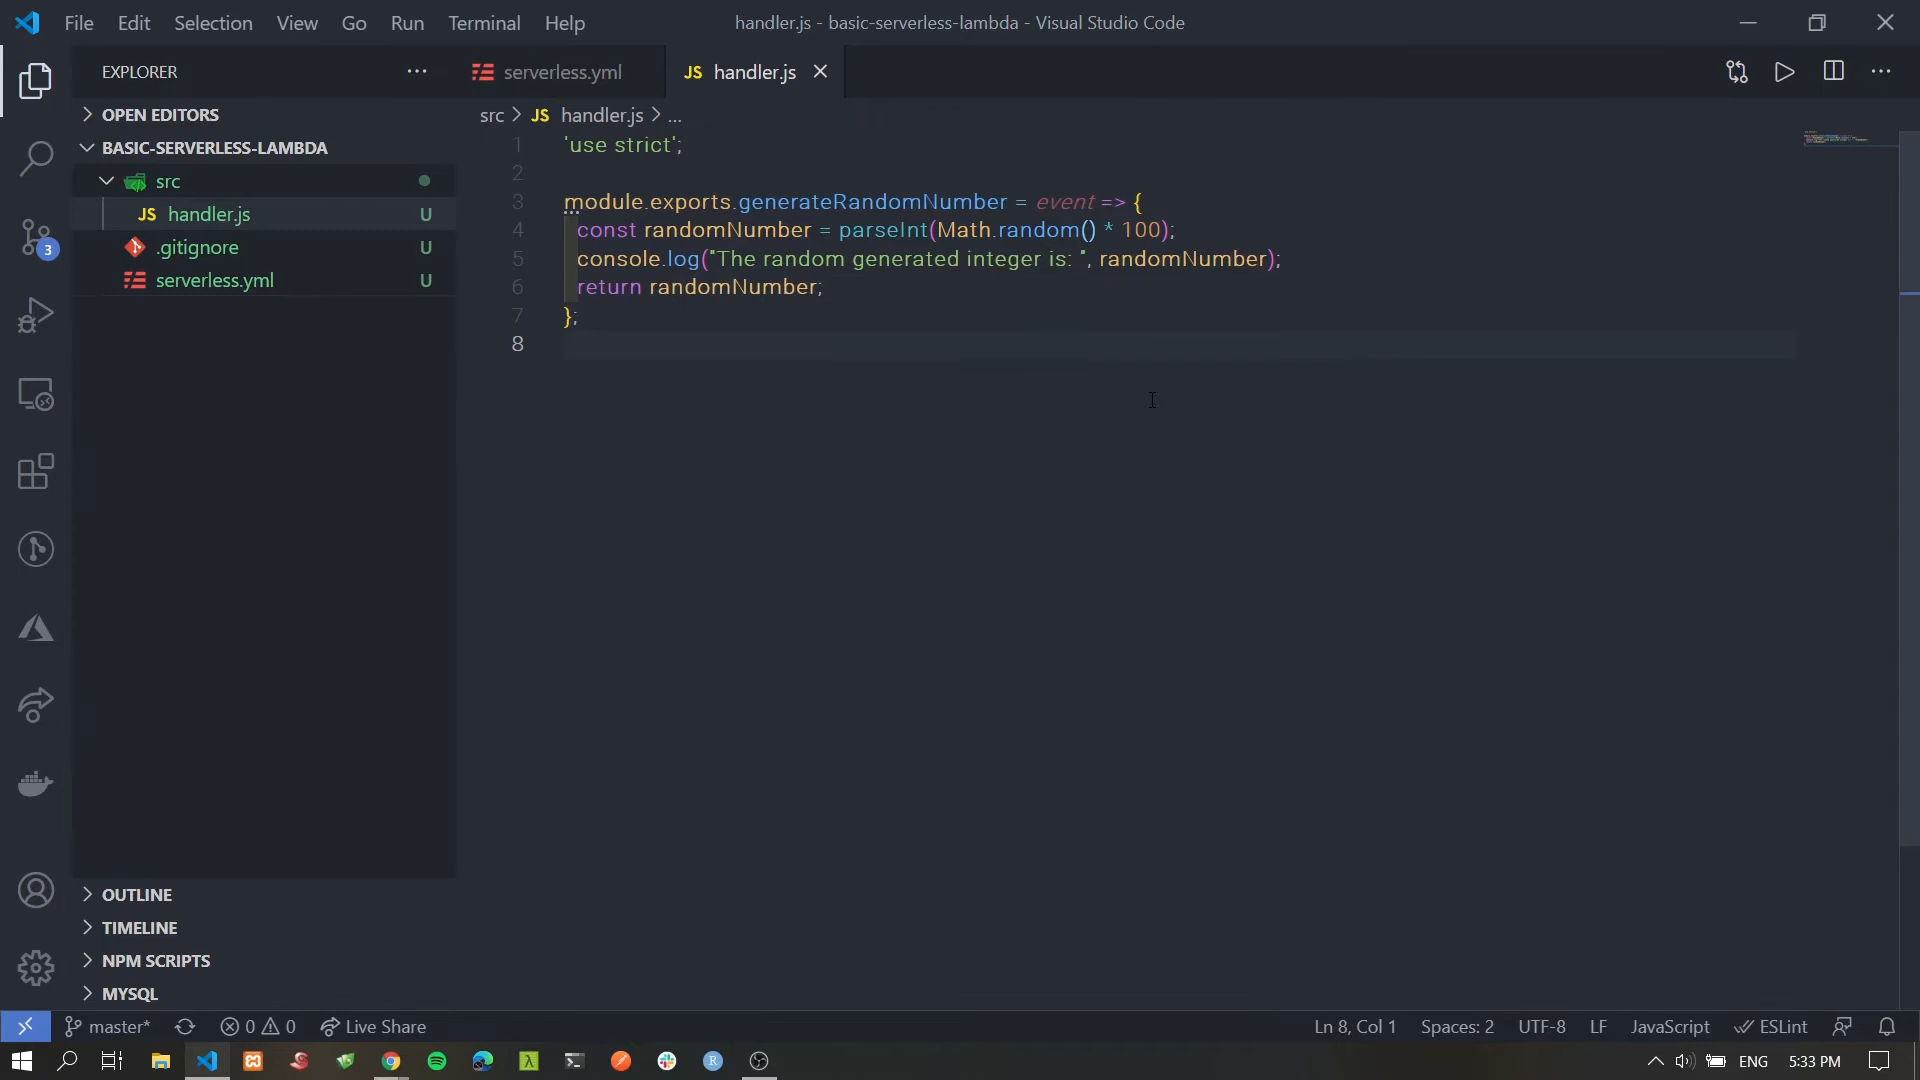 File Edit Selection View Go Run Terminal Help
handler.js - basic-serverless-lambda - Visual Studio Code
EXPLORER
serverless.yml
JS handler.js
OPEN EDITORS
src > JS handler.js > ...
BASIC-SERVERLESS-LAMBDA
src
JS handler.js U
.gitignore U
serverless.yml U
3
1 'use strict';
2
3 module.exports.generateRandomNumber = event => {
4 const randomNumber = parseInt(Math.random() * 100);
5 console.log("The random generated integer is: ", randomNumber);
6 return randomNumber;
7 };
8
OUTLINE
TIMELINE
NPM SCRIPTS
MYSQL
master* 0 0 Live Share
Ln 8, Col 1 Spaces: 2 UTF-8 LF JavaScript ESLint
R
ENG 5:33 PM